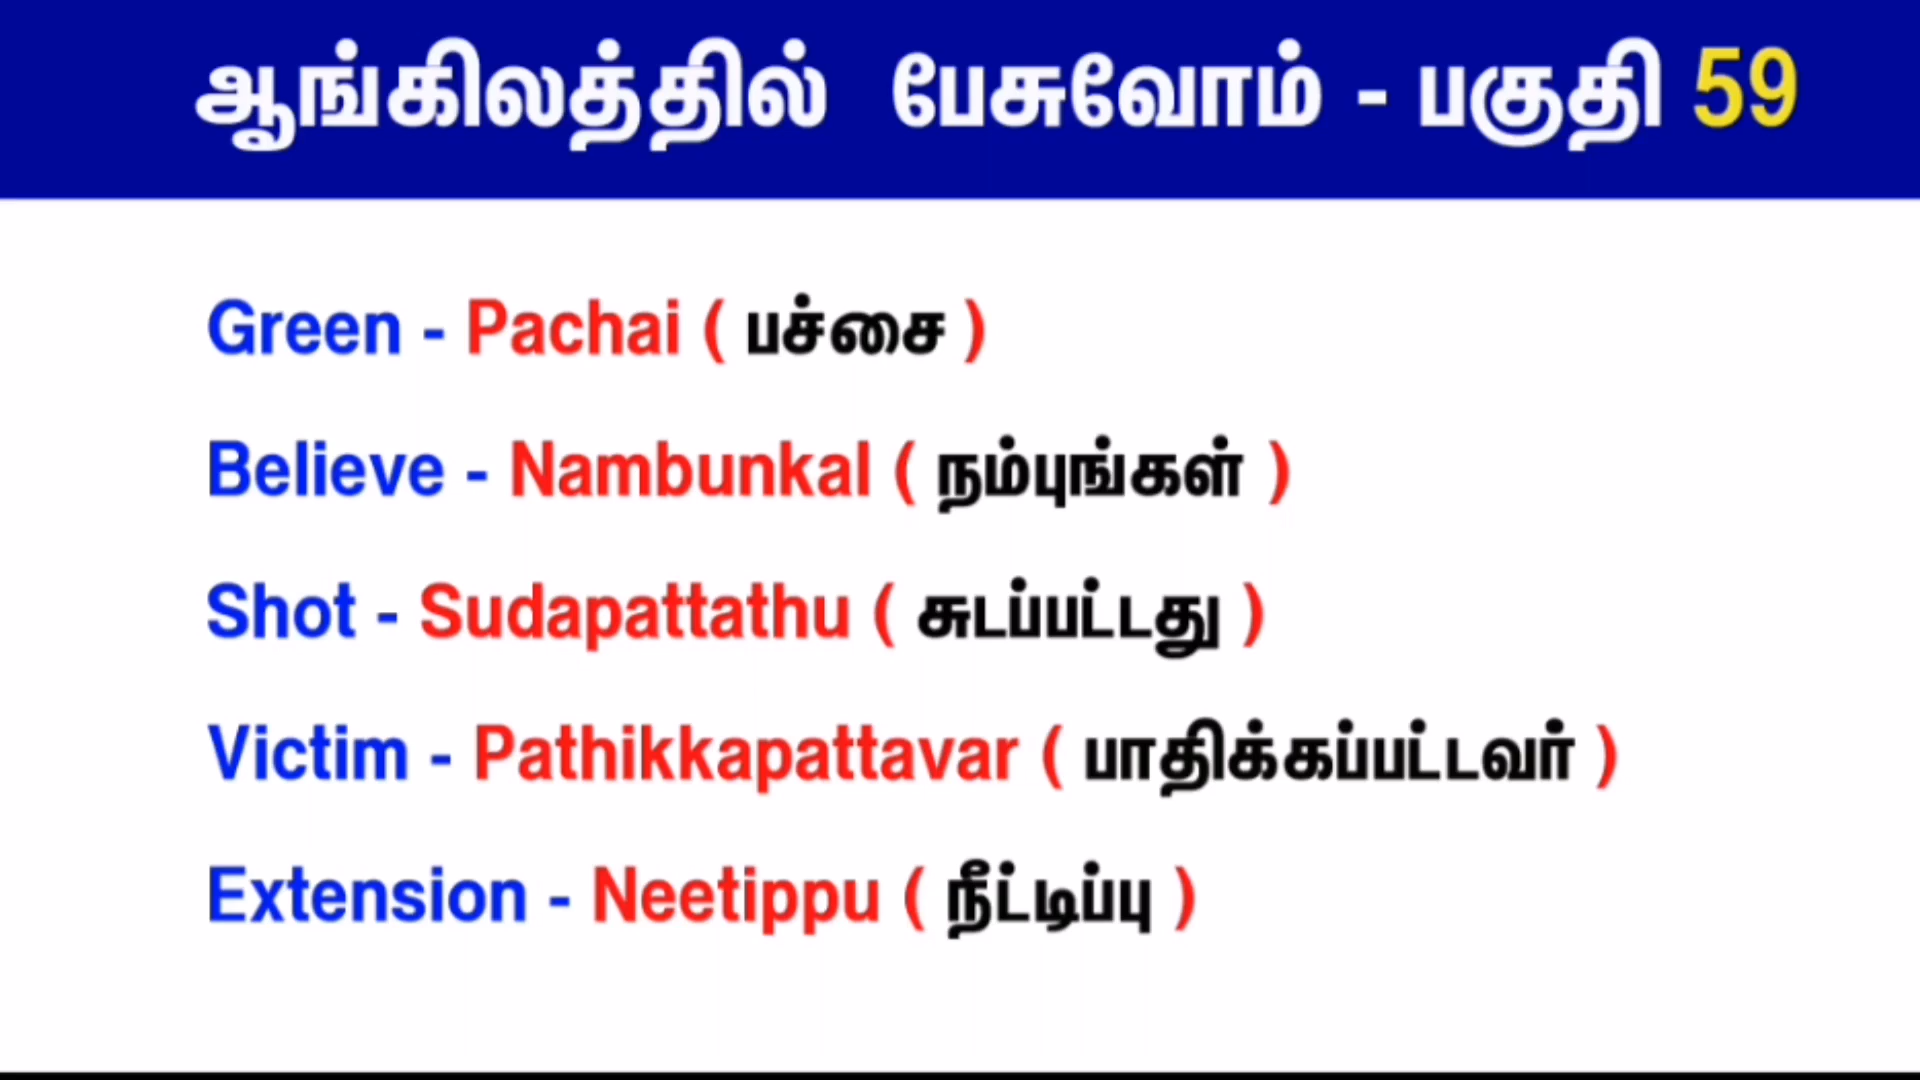 ஆங்கிலத்தில் பேசுவோம் - பகுதி 59
Green - Pachai ( பச்சை )
Believe - Nambunkal ( நம்புங்கள் )
Shot - Sudapattathu ( சுடப்பட்டது )
Victim - Pathikkapattavar ( பாதிக்கப்பட்டவர் )
Extension - Neetippu ( நீட்டிப்பு )